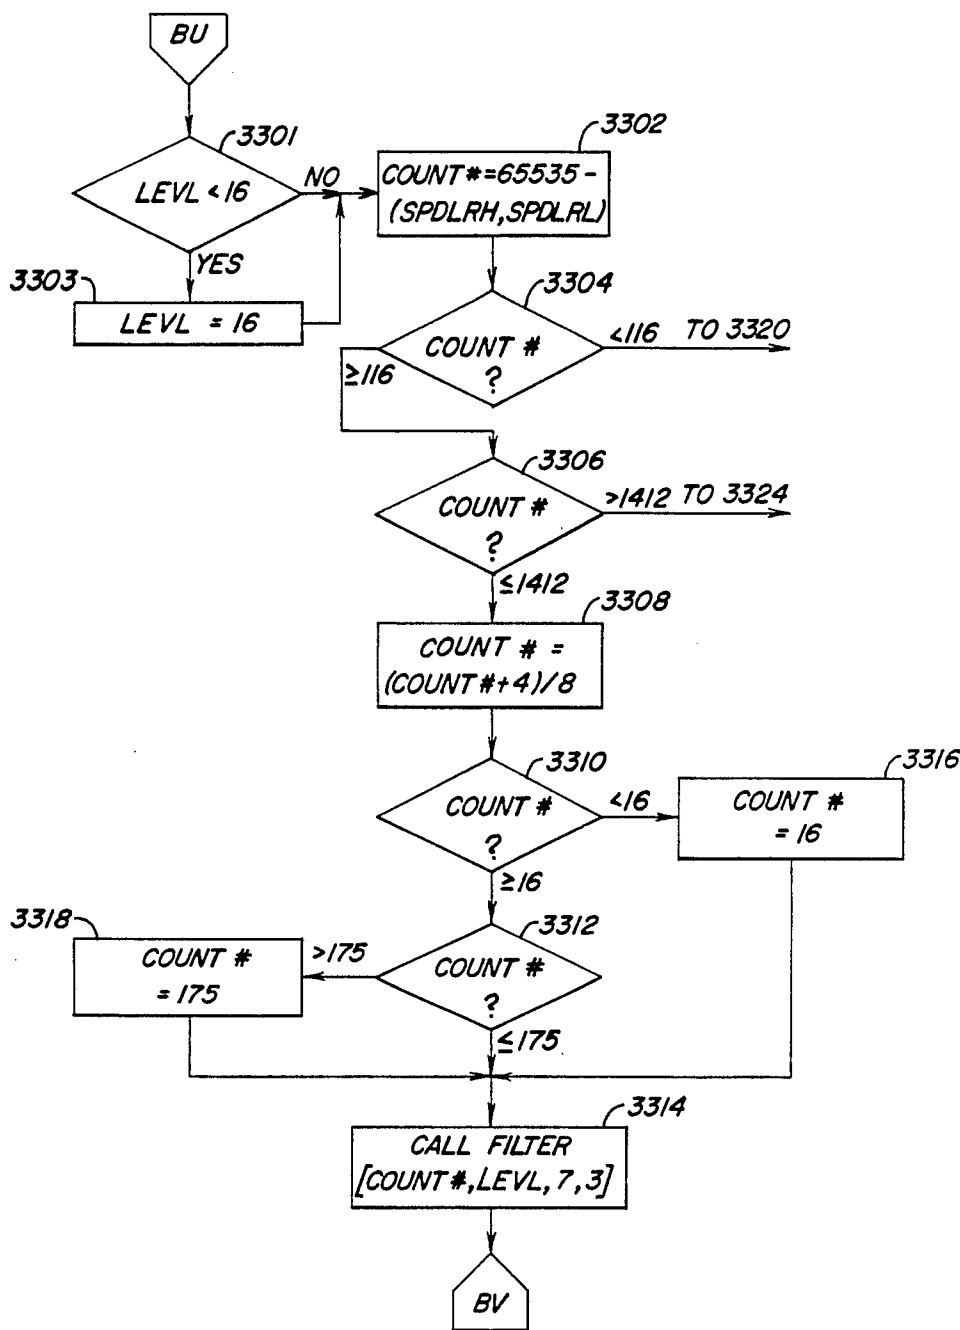 BU
3301
LEVL < 16
NO
YES
3302
COUNT #=65535-
(SPDLRH,SPDLRL)
3303
LEVL = 16
3304
COUNT #
?
<116 TO 3320
≥116
3306
COUNT #
?
>1412 TO 3324
≤1412
3308
COUNT # =
(COUNT#+4)/8
3310
COUNT #
?
<16
≥16
3316
COUNT #
= 16
3312
COUNT #
?
>175
≤175
3318
COUNT #
= 175
3314
CALL FILTER
[COUNT#,LEVL,7,3]
BV